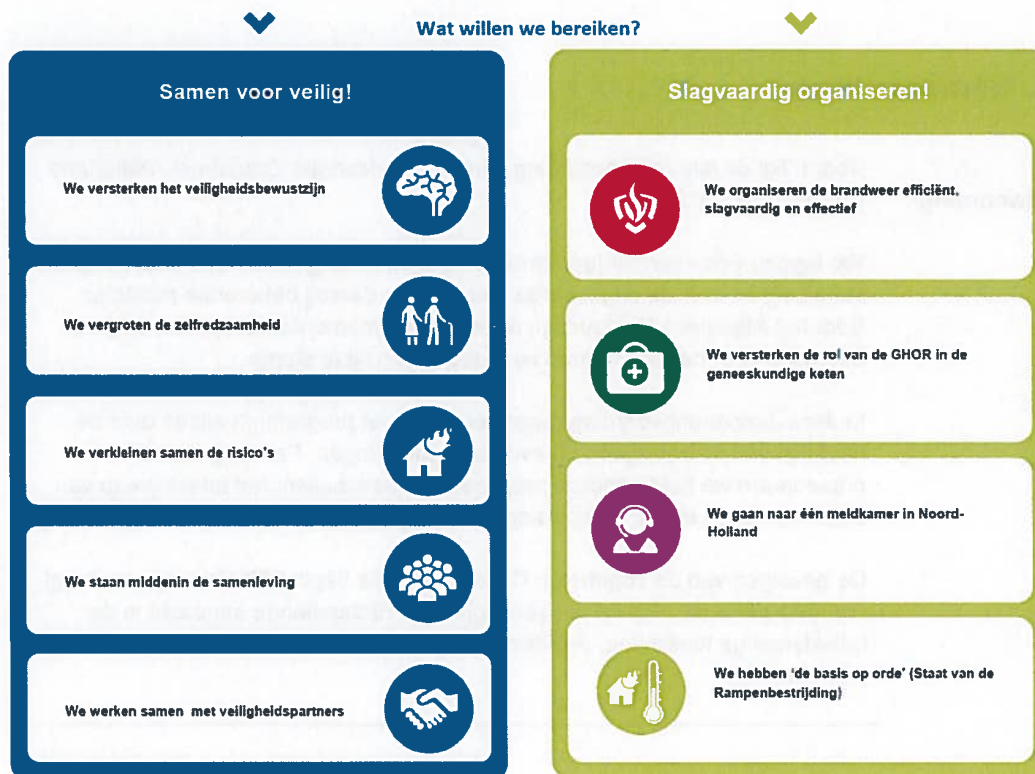 Wat willen we bereiken?
Samen voor veilig!
We versterken het veiligheidsbewustzijn
We vergroten de zelfredzaamheid
We verkleinen samen de risico's
We staan middenin de samenleving
We werken samen met veiligheidspartners
Slagvaardig organiseren!
We organiseren de brandweer efficiënt,
slagvaardig en effectief
We versterken de rol van de GHOR in de
geneeskundige keten
We gaan naar één meldkamer in Noord-
Holland
We hebben 'de basis op orde' (Staat van de
Rampenbestrijding)